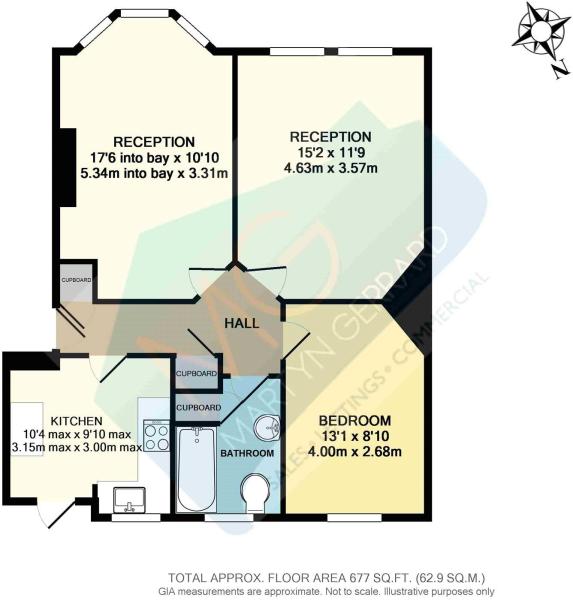 N
RECEPTION
17'6 into bay x 10'10
5.34m into bay x 3.31m
RECEPTION
15'2 x 11'9
4.63m x 3.57m
CUPBOARD
HALL
CUPBOARD
CUPBOARD
KITCHEN
10'4 max x 9'10 max
3.15m max x 3.00m max
BATHROOM
BEDROOM
13'1 x 8'10
4.00m x 2.68m
MG
MARTYN GERRARD
SALES • LETTINGS • COMMERCIAL
TOTAL APPROX. FLOOR AREA 677 SQ.FT. (62.9 SQ.M.)
GIA measurements are approximate. Not to scale. Illustrative purposes only